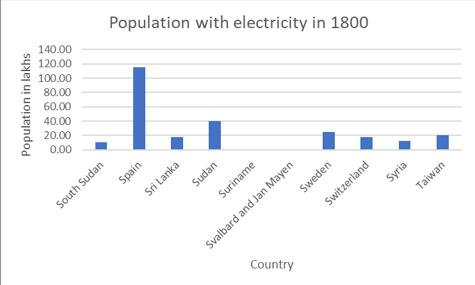 Population with electricity in 1800
Population in lakhs
140.00
120.00
100.00
80.00
60.00
40.00
20.00
0.00
South Sudan
Spain
Sri Lanka
Sudan
Suriname
Svalbard and Jan Mayen
Sweden
Switzerland
Syria
Taiwan
Country